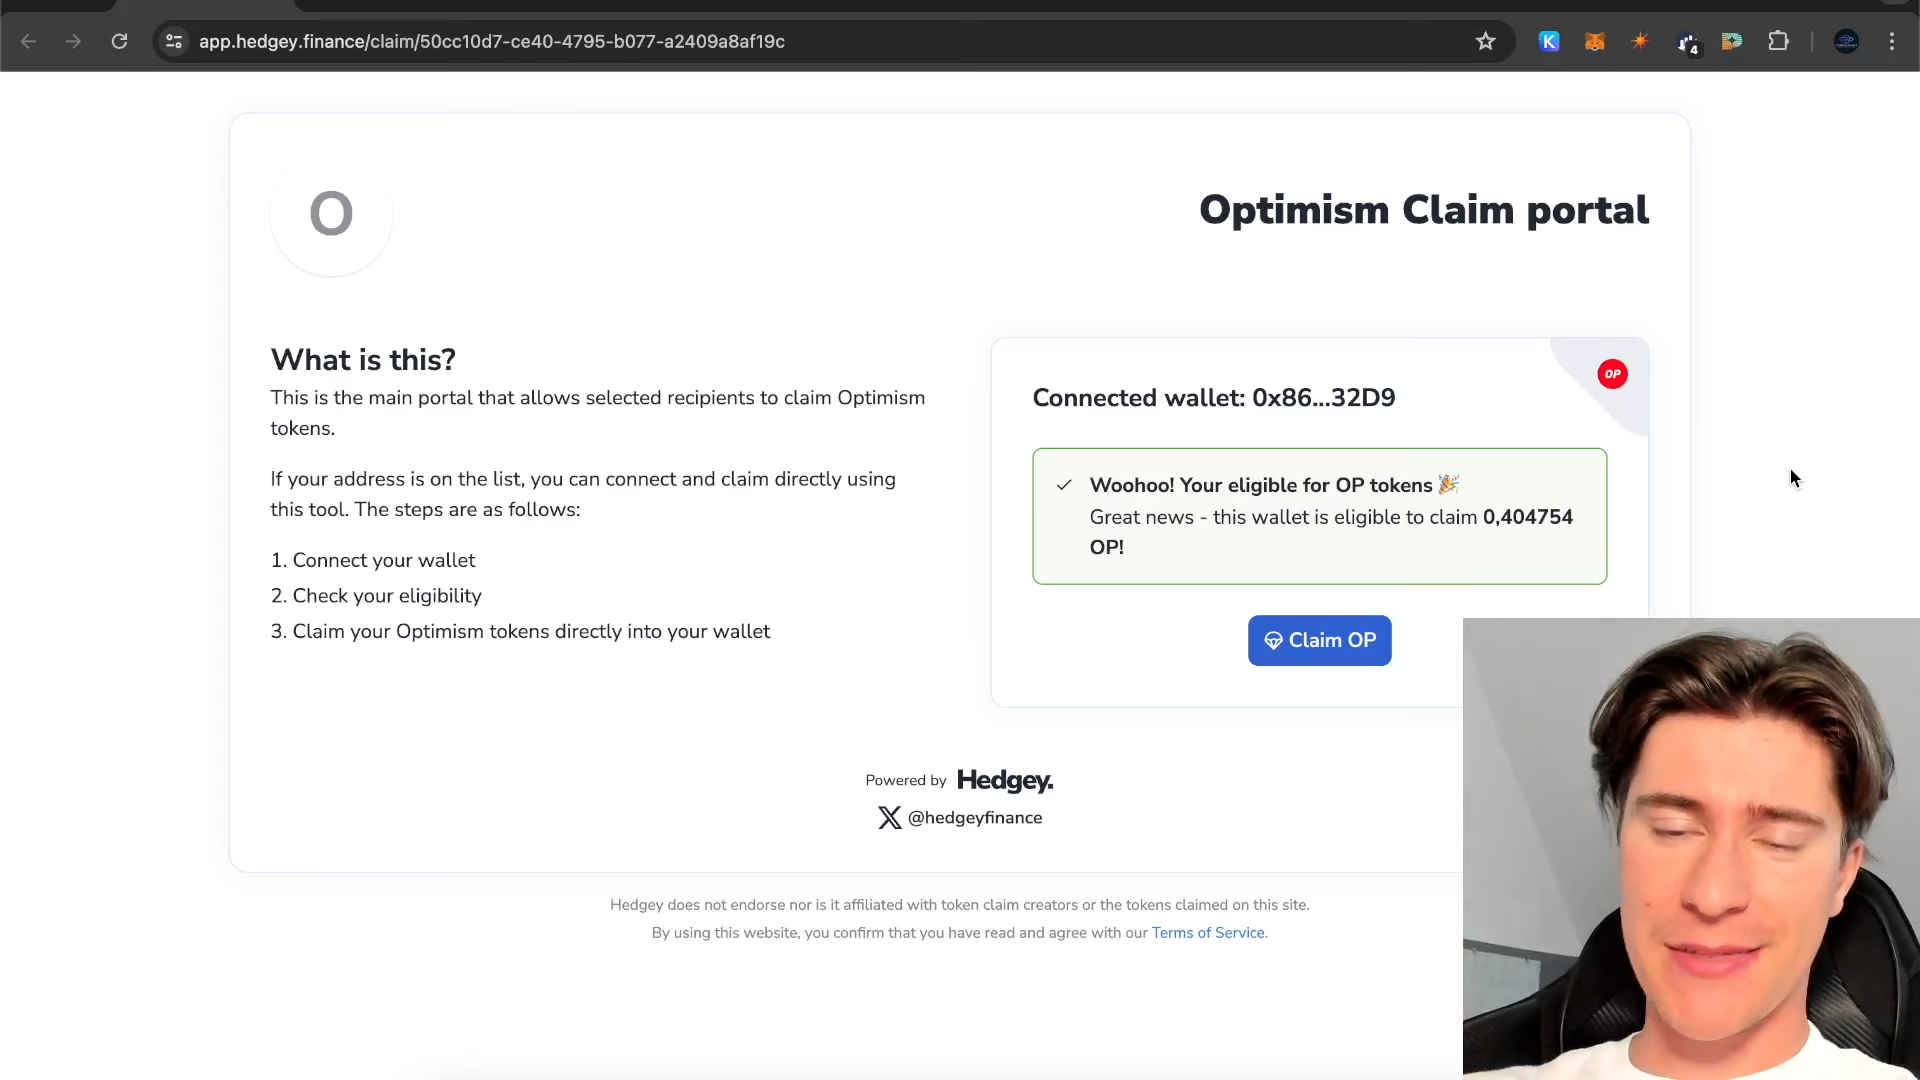 app.hedgey.finance/claim/50cc10d7-ce40-4795-b077-a2409a8af19c
K
4
O
Optimism Claim portal
What is this?
This is the main portal that allows selected recipients to claim Optimism
tokens.
If your address is on the list, you can connect and claim directly using
this tool. The steps are as follows:
1. Connect your wallet
2. Check your eligibility
3. Claim your Optimism tokens directly into your wallet
OP
Connected wallet: 0x86...32D9
Woohoo! Your eligible for OP tokens 🎉
Great news - this wallet is eligible to claim 0,404754
OP!
Claim OP
Powered by Hedgey.
@hedgeyfinance
Hedgey does not endorse nor is it affiliated with token claim creators or the tokens claimed on this site.
By using this website, you confirm that you have read and agree with our Terms of Service.